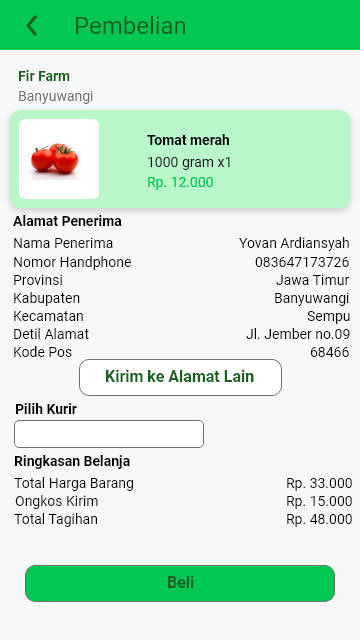 Pembelian
Fir Farm
Banyuwangi
Tomat merah
1000 gram x1
Rp. 12.000
Alamat Penerima
Nama Penerima Yovan Ardiansyah
Nomor Handphone 083647173726
Provinsi Jawa Timur
Kabupaten Banyuwangi
Kecamatan Sempu
Detil Alamat Jl. Jember no.09
Kode Pos 68466
Kirim ke Alamat Lain
Pilih Kurir
Ringkasan Belanja
Total Harga Barang Rp. 33.000
Ongkos Kirim Rp. 15.000
Total Tagihan Rp. 48.000
Beli